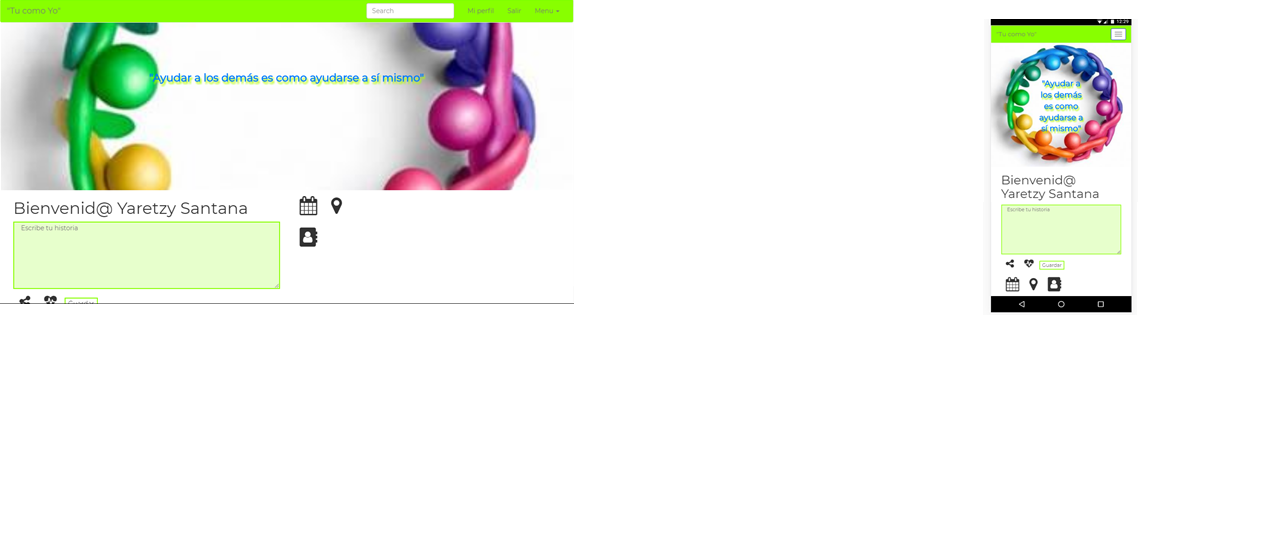 "Tu como Yo"
Search
Mi perfil
Salir
Menu
"Ayudar a los demás es como ayudarse a sí mismo"
Bienvenid@ Yaretzy Santana
Escribe tu historia
Guardar
12:29
"Tu como Yo"
"Ayudar a
los demás
es como
ayudarse a
sí mismo"
Bienvenid@
Yaretzy Santana
Escribe tu historia
Guardar